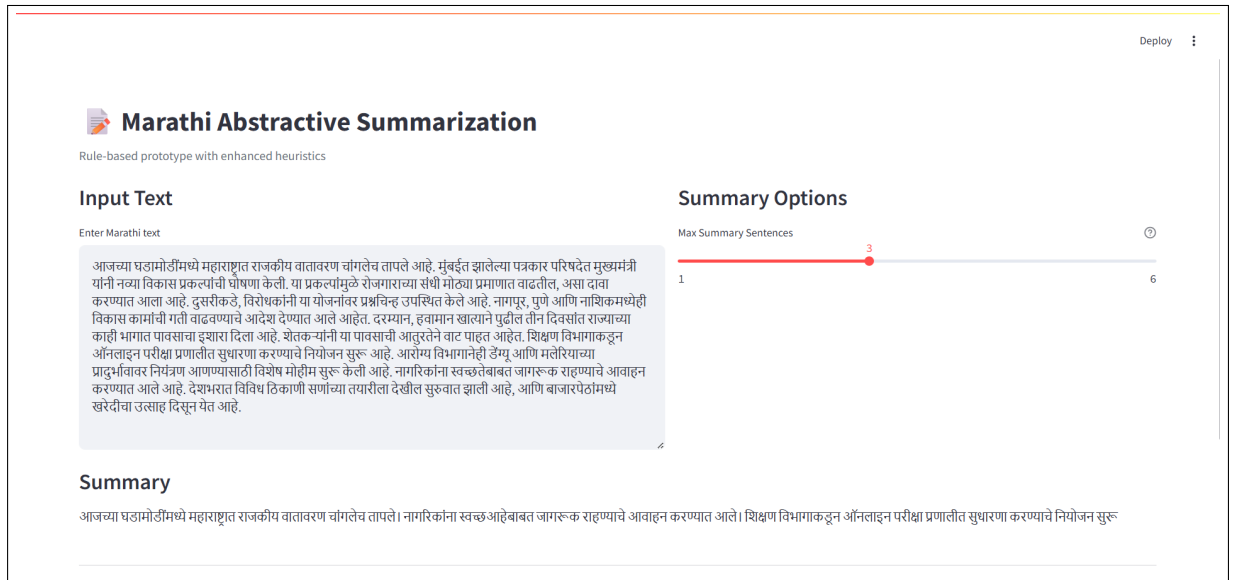 Deploy
Marathi Abstractive Summarization
Rule-based prototype with enhanced heuristics
Input Text
Enter Marathi text
आजच्या घडामोडींमध्ये महाराष्ट्रात राजकीय वातावरण चांगलेच तापले आहे. मुंबईत झालेल्या पत्रकार परिषदेत मुख्यमंत्री
यांनी नव्या विकास प्रकल्पांची घोषणा केली. या प्रकल्पांमुळे रोजगाराच्या संधी मोठ्या प्रमाणात वाढतील, असा दावा
करण्यात आला आहे. दुसरीकडे, विरोधकांनी या योजनांवर प्रश्नचिन्ह उपस्थित केले आहे. नागपूर, पुणे आणि नाशिकमध्येही
विकास कामांची गती वाढवण्याचे आदेश देण्यात आले आहेत. दरम्यान, हवामान खात्याने पुढील तीन दिवसांत राज्याच्या
काही भागात पावसाचा इशारा दिला आहे. शेतकऱ्यांनी या पावसाची आतुरतेने वाट पाहत आहेत. शिक्षण विभागाकडून
ऑनलाइन परीक्षा प्रणालीत सुधारणा करण्याचे नियोजन सुरू आहे. आरोग्य विभागानेही डेंग्यू आणि मलेरियाच्या
प्रादुर्भावावर नियंत्रण आणण्यासाठी विशेष मोहीम सुरू केली आहे. नागरिकांना स्वच्छतेबाबत जागरूक राहण्याचे आवाहन
करण्यात आले आहे. देशभरात विविध ठिकाणी सणांच्या तयारीला देखील सुरुवात झाली आहे, आणि बाजारपेठांमध्ये
खरेदीचा उत्साह दिसून येत आहे.
Summary Options
Max Summary Sentences
3
1 6
Summary
आजच्या घडामोडींमध्ये महाराष्ट्रात राजकीय वातावरण चांगलेच तापले। नागरिकांना स्वच्छआहेबाबत जागरूक राहण्याचे आवाहन करण्यात आले। शिक्षण विभागाकडून ऑनलाइन परीक्षा प्रणालीत सुधारणा करण्याचे नियोजन सुरू